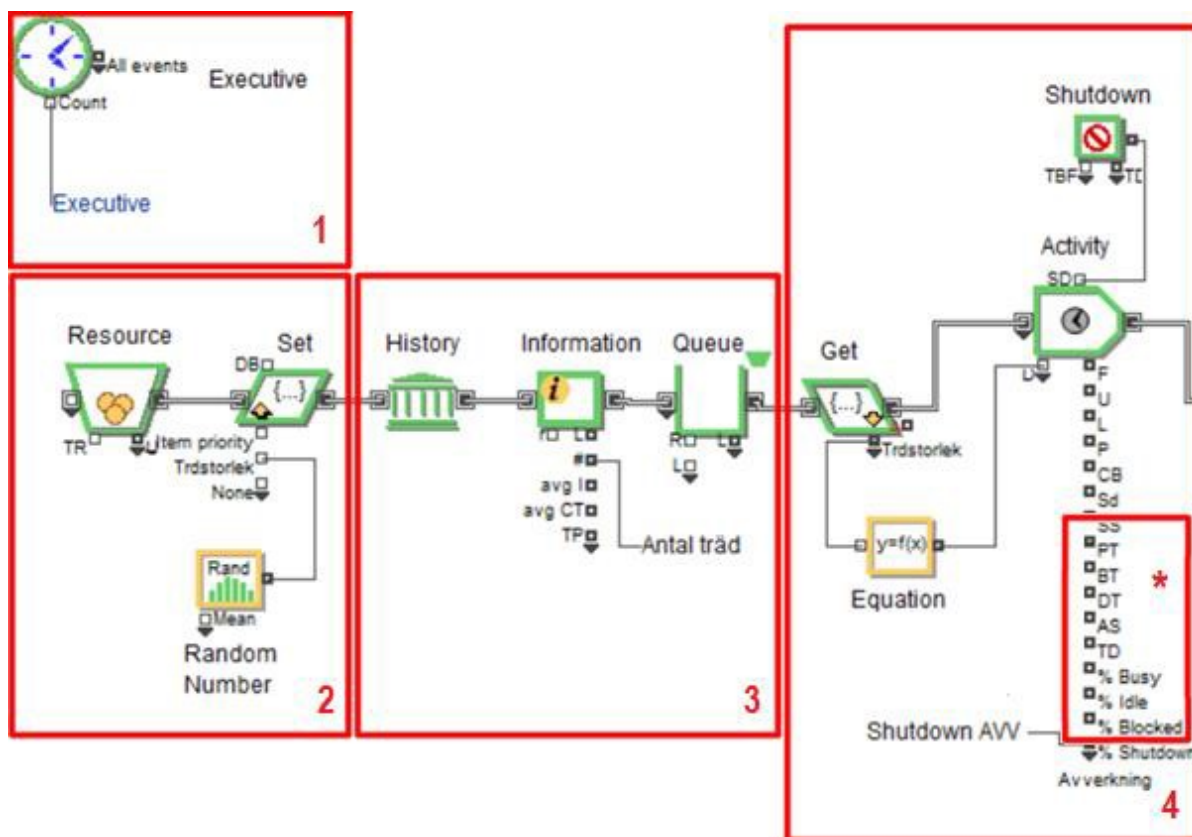 All events
Executive
Count
Executive
1
Resource
Set
DB
{...}
TR
U
Item priority
Trdstorlek
None
Rand
Mean
Random
Number
2
History
Information
Queue
i
r
L
#
avg I
avg CT
TP
Antal träd
R
L
L
3
Shutdown
TBF
Activity
SD
Get
{...}
Trdstorlek
y=f(x)
Equation
D
F
U
L
P
CB
Sd
SS
PT
BT
DT
AS
TD
% Busy
% Idle
% Blocked
% Shutdown
*
Shutdown AVV
Avverkning
4